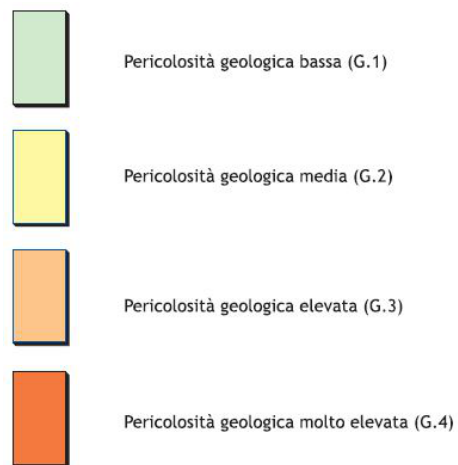 Pericolosità geologica bassa (G.1)
Pericolosità geologica media (G.2)
Pericolosità geologica elevata (G.3)
Pericolosità geologica molto elevata (G.4)